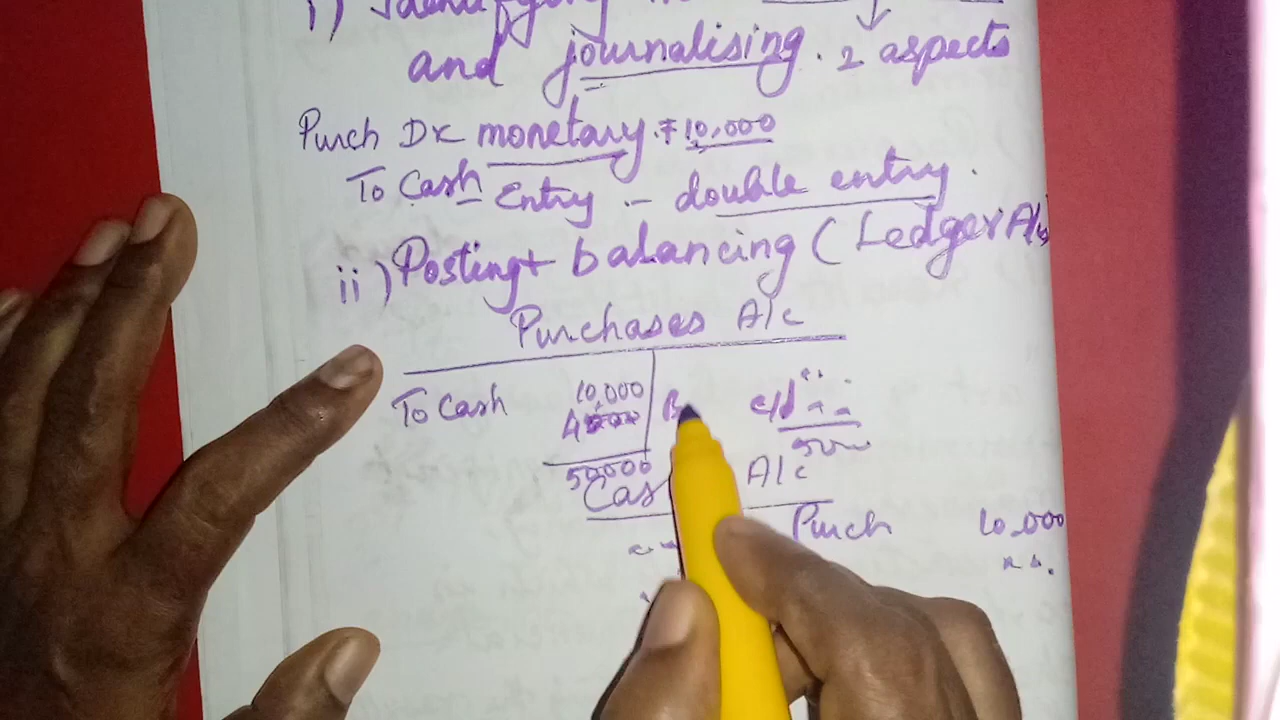 i) Identifying
and journalising. 2 aspects
Purch Dr monetary. ₹10,000
To Cash Entry - double entry.
ii) Posting + balancing (Ledger A/c)
Purchases A/c
To Cash 10,000 c/d
50,000
A/c
Purch 10,000